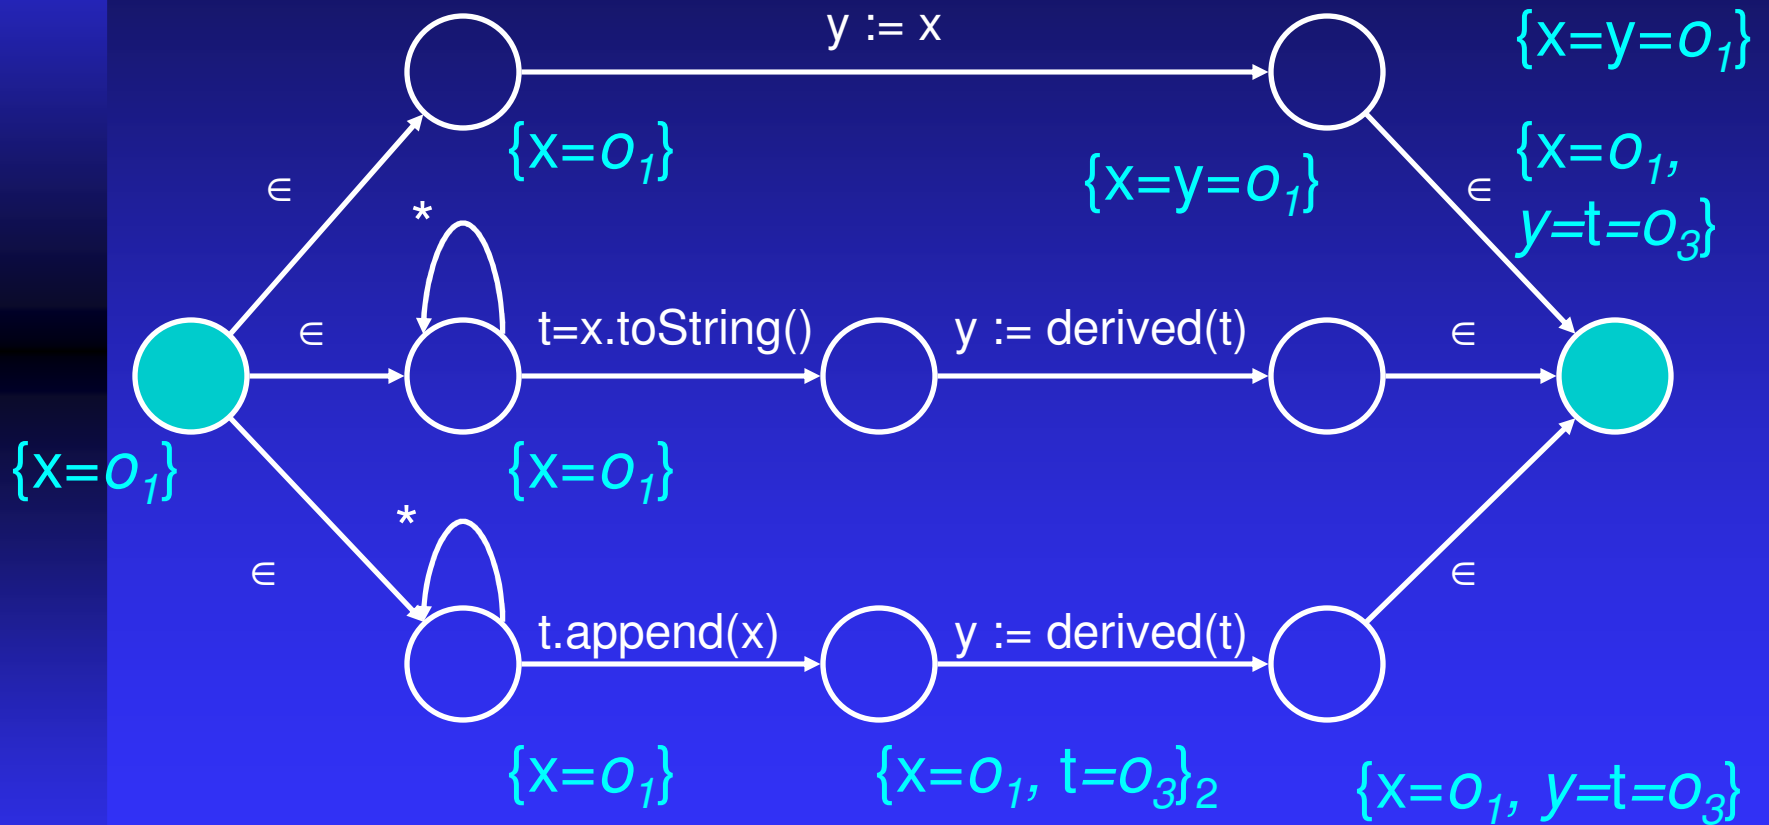 y := x
{x=y=o₁}
{x=o₁}
{x=y=o₁}
{x=o₁,
y=t=o₃}
∈
∈
*
∈
t=x.toString()
y := derived(t)
∈
{x=o₁}
{x=o₁}
*
∈
∈
t.append(x)
y := derived(t)
{x=o₁}
{x=o₁, t=o₃}₂
{x=o₁, y=t=o₃}